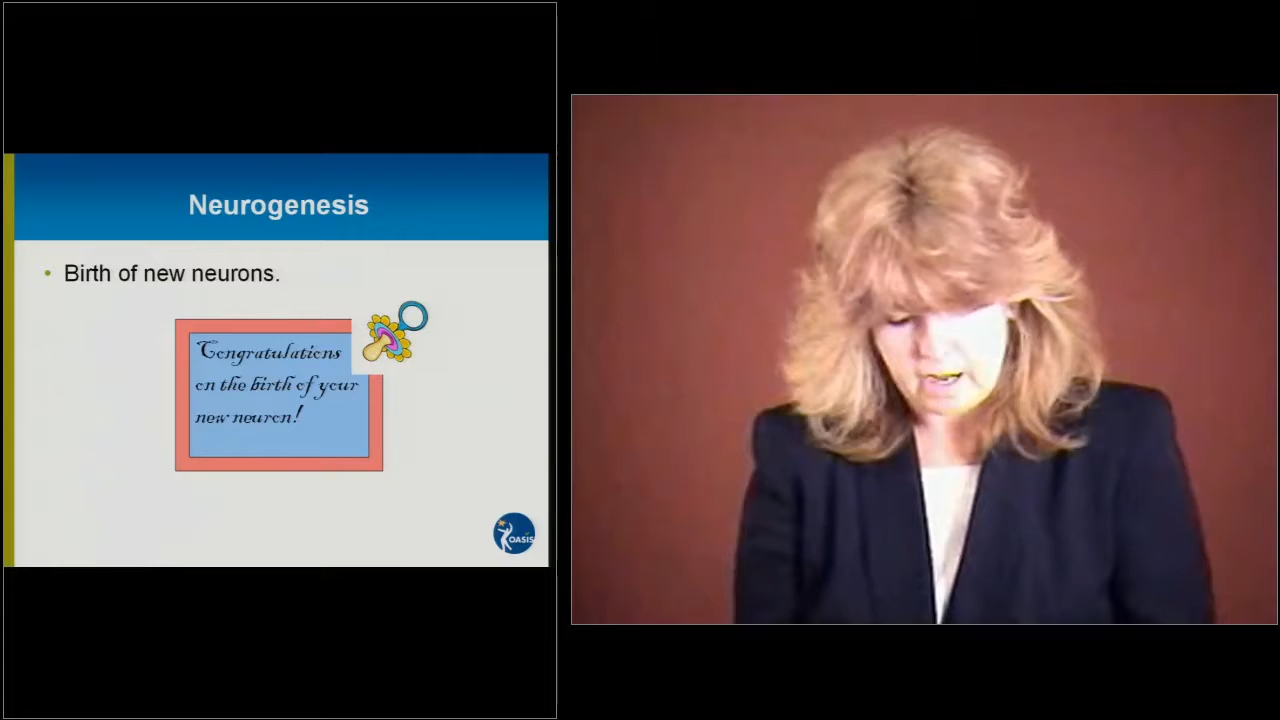 Neurogenesis
• Birth of new neurons.
Congratulations
on the birth of your
new neuron!
OASIS